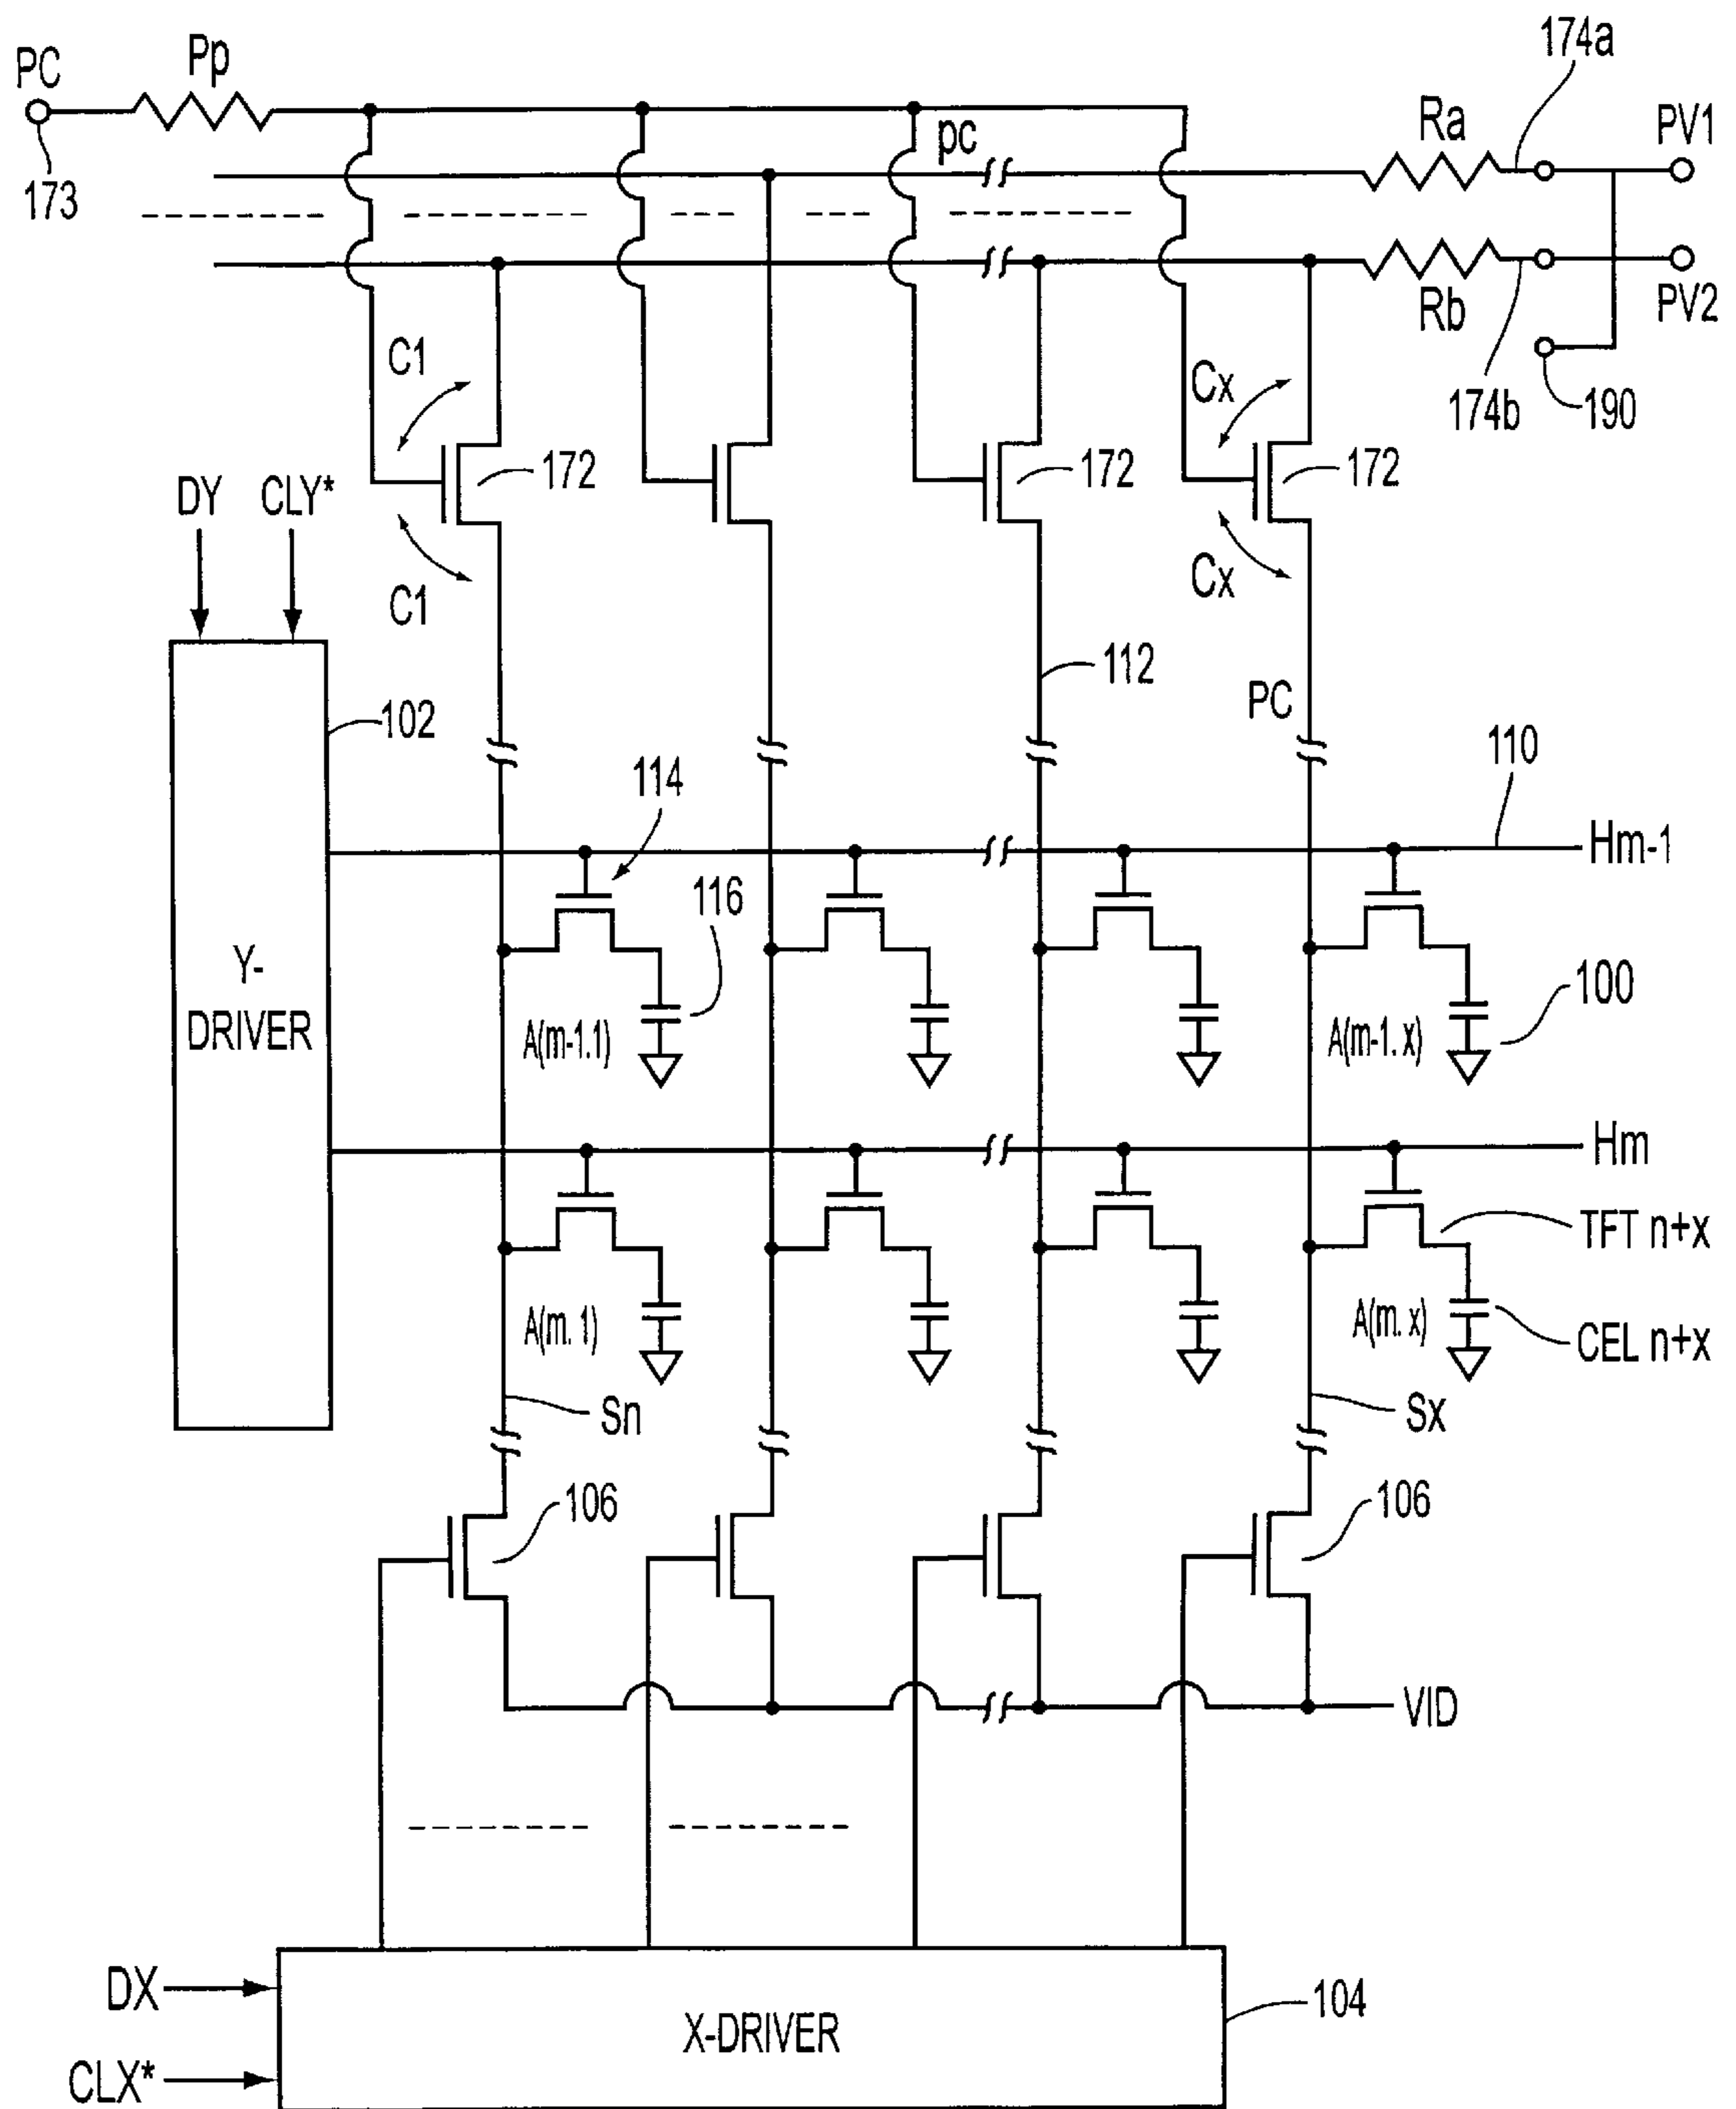 174a
PC
Pp
Ra
PV1
pc
173
Rb
PV2
C1
Cx
174b
190
172
172
172
DY
CLY*
C1
Cx
112
PC
102
114
110
Hm-1
116
Y-
DRIVER
100
A(m-1.1)
A(m-1. x)
Hm
TFT n+x
A(m. 1)
A(m. x)
CEL n+x
Sn
Sx
106
106
VID
DX
104
X-DRIVER
CLX*